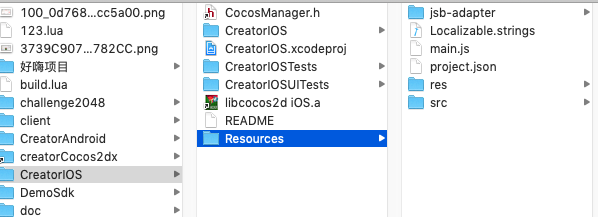 100_0d768...cc5a00.png
123.lua
3739C907...782CC.png
好嗨项目
build.lua
challenge2048
client
CreatorAndroid
creatorCocos2dx
CreatorIOS
DemoSdk
doc
CocosManager.h
CreatorIOS
CreatorIOS.xcodeproj
CreatorIOSTests
CreatorIOSUITests
libcocos2d iOS.a
README
Resources
jsb-adapter
Localizable.strings
main.js
project.json
res
src